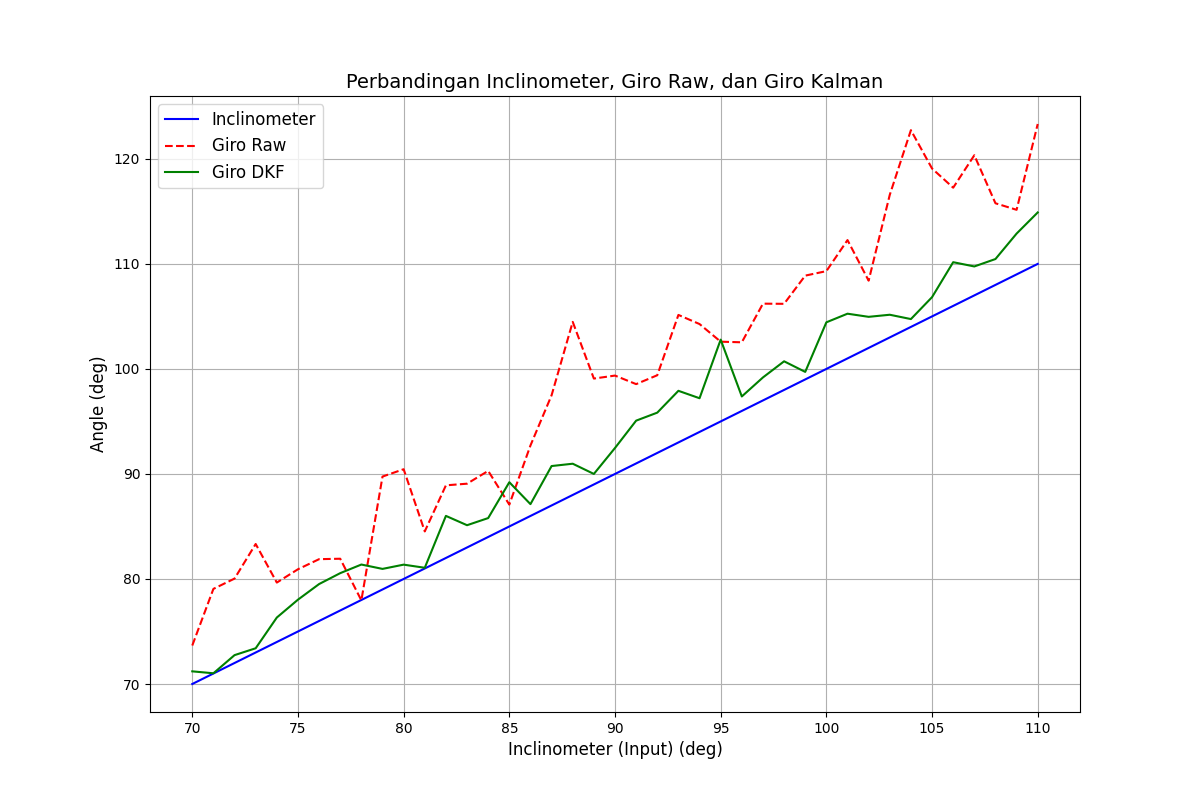 Perbandingan Inclinometer, Giro Raw, dan Giro Kalman
Inclinometer
Giro Raw
Giro DKF
Angle (deg)
120
110
100
90
80
70
70 75 80 85 90 95 100 105 110
Inclinometer (Input) (deg)